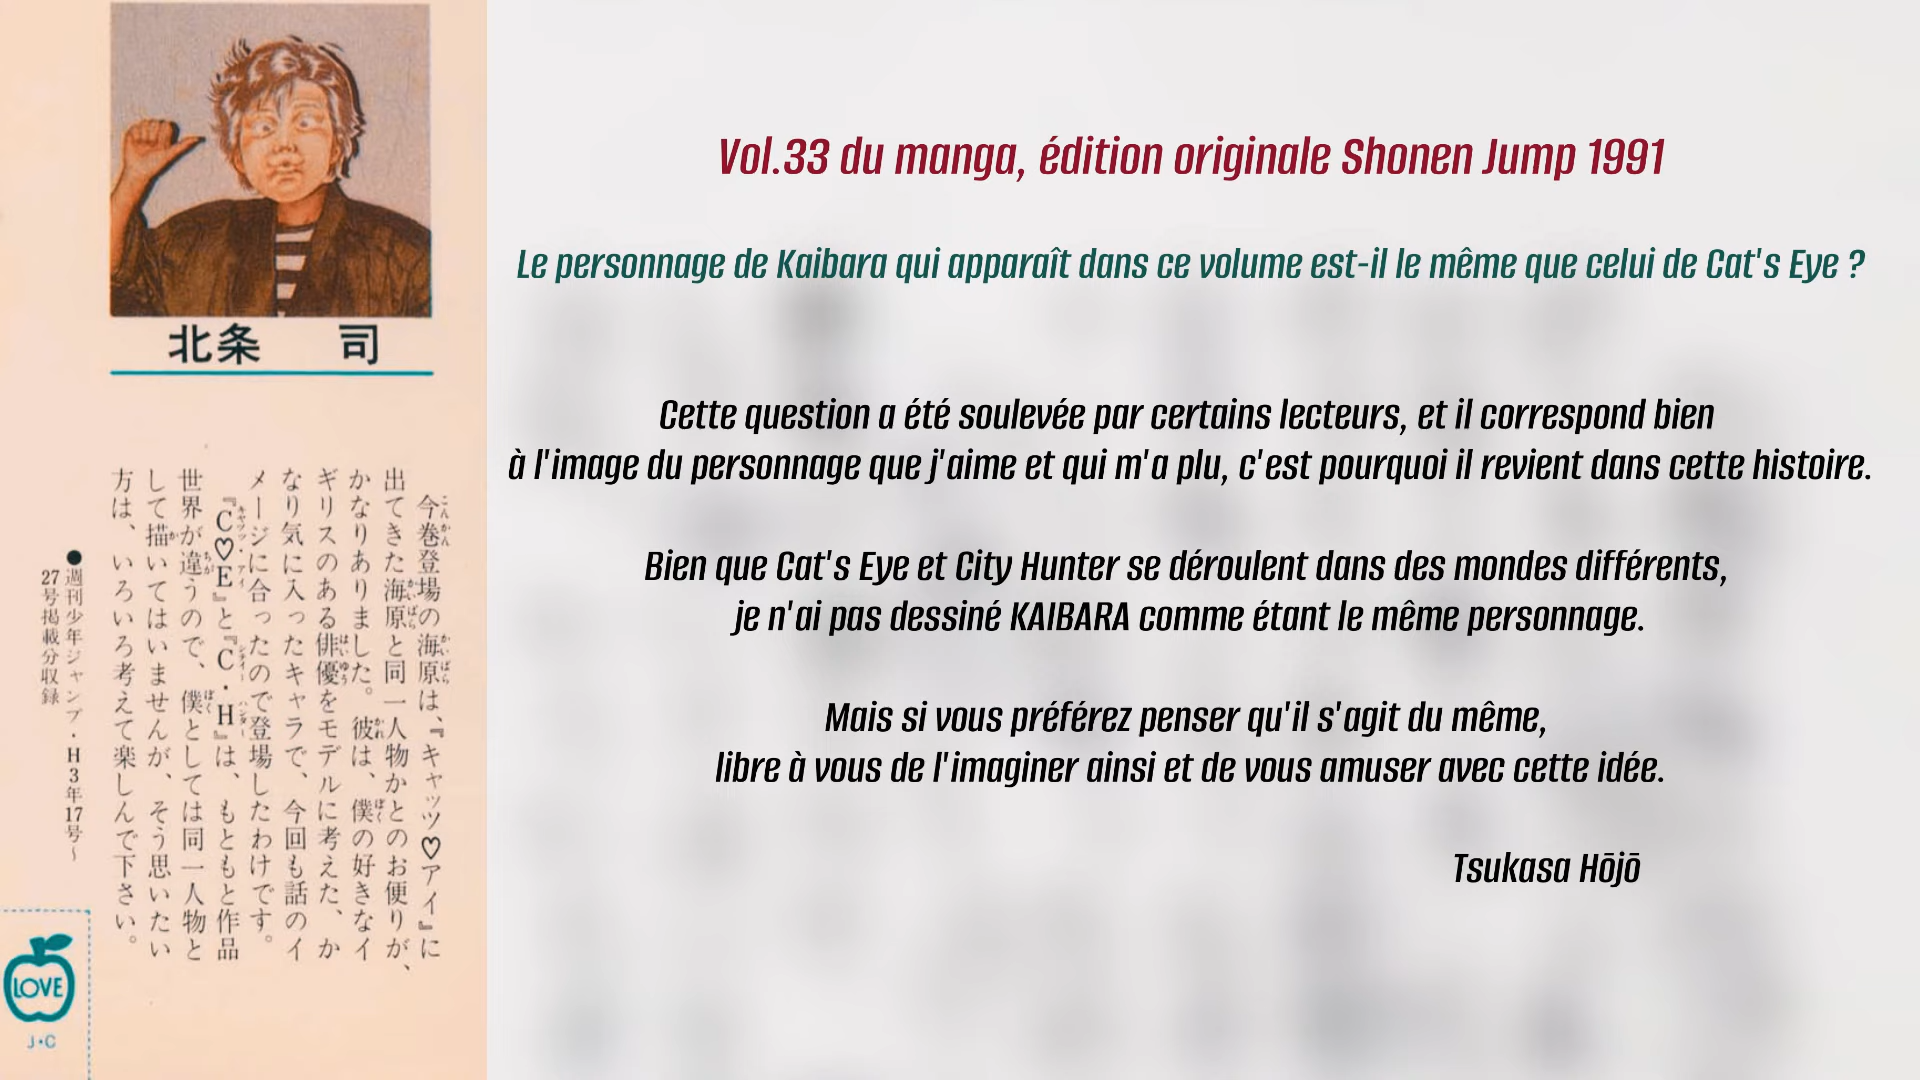 北条 司
今巻登場の海原は、『キャッツ♡アイ』に
出てきた海原と同一人物かとのお便りが、
かなりありました。彼は、僕の好きなイ
ギリスのある俳優をモデルに考えた、か
なり気に入ったキャラで、今回も話のイ
メージに合ったので登場したわけです。
『C♡E』と『C・H』は、もともと作品
世界が違うので、僕としては同一人物と
して描いてはいませんが、そう思いたい
方は、いろいろ考えて楽しんで下さい。
●週刊少年ジャンプ・H3年17号〜
27号掲載分収録
LOVE
J・C
Vol.33 du manga, édition originale Shonen Jump 1991
Le personnage de Kaibara qui apparaît dans ce volume est-il le même que celui de Cat's Eye ?
Cette question a été soulevée par certains lecteurs, et il correspond bien
à l'image du personnage que j'aime et qui m'a plu, c'est pourquoi il revient dans cette histoire.
Bien que Cat's Eye et City Hunter se déroulent dans des mondes différents,
je n'ai pas dessiné KAIBARA comme étant le même personnage.
Mais si vous préférez penser qu'il s'agit du même,
libre à vous de l'imaginer ainsi et de vous amuser avec cette idée.
Tsukasa Hōjō